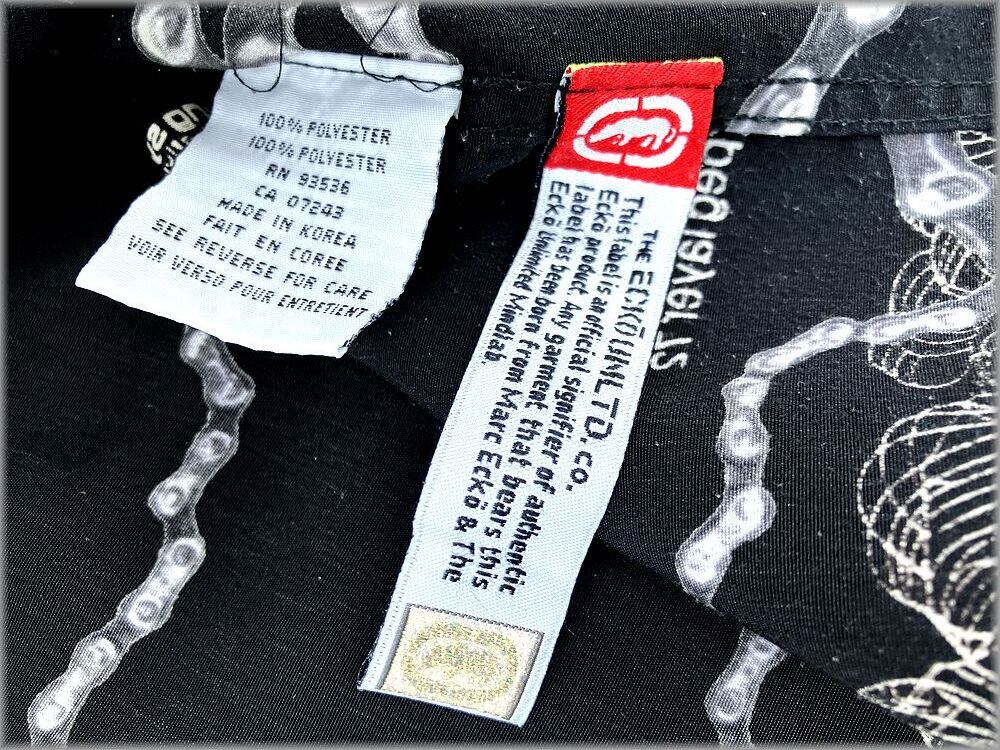 100% POLYESTER
100% POLYESTER
RN 93536
CA 07243
MADE IN KOREA
FAIT EN COREE
SEE REVERSE FOR CARE
VOIR VERSO POUR ENTRETIENT
THE ECKŌ UNLTD. CO.
This label is an official signifier of authentic
Eckō product. Any garment that bears this
label has been born from Marc Eckō & The
Eckō Unlimited Mindlab.